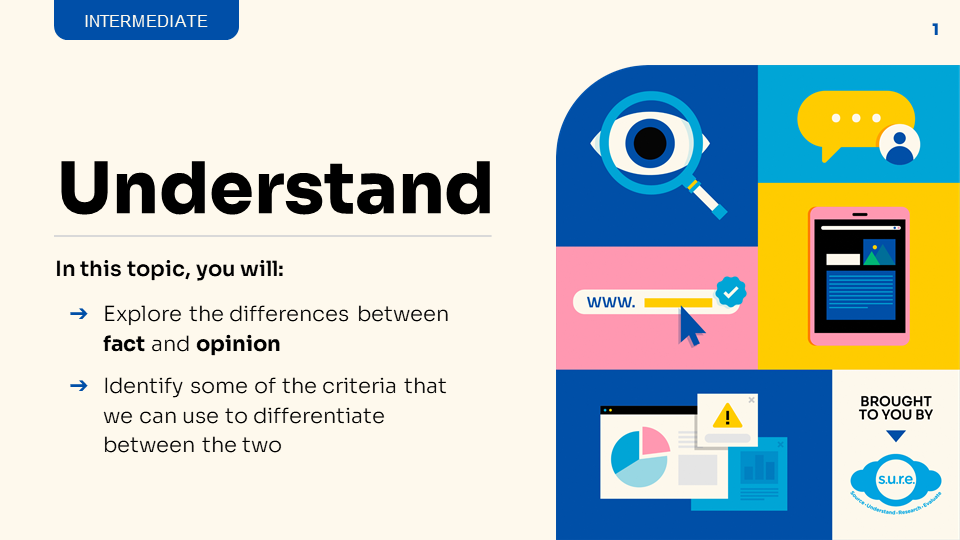 INTERMEDIATE
1
Understand
In this topic, you will:
➔ Explore the differences between
fact and opinion
➔ Identify some of the criteria that
we can use to differentiate
between the two
www.
!
BROUGHT
TO YOU BY
s.u.r.e.
Source•Understand•Research•Evaluate